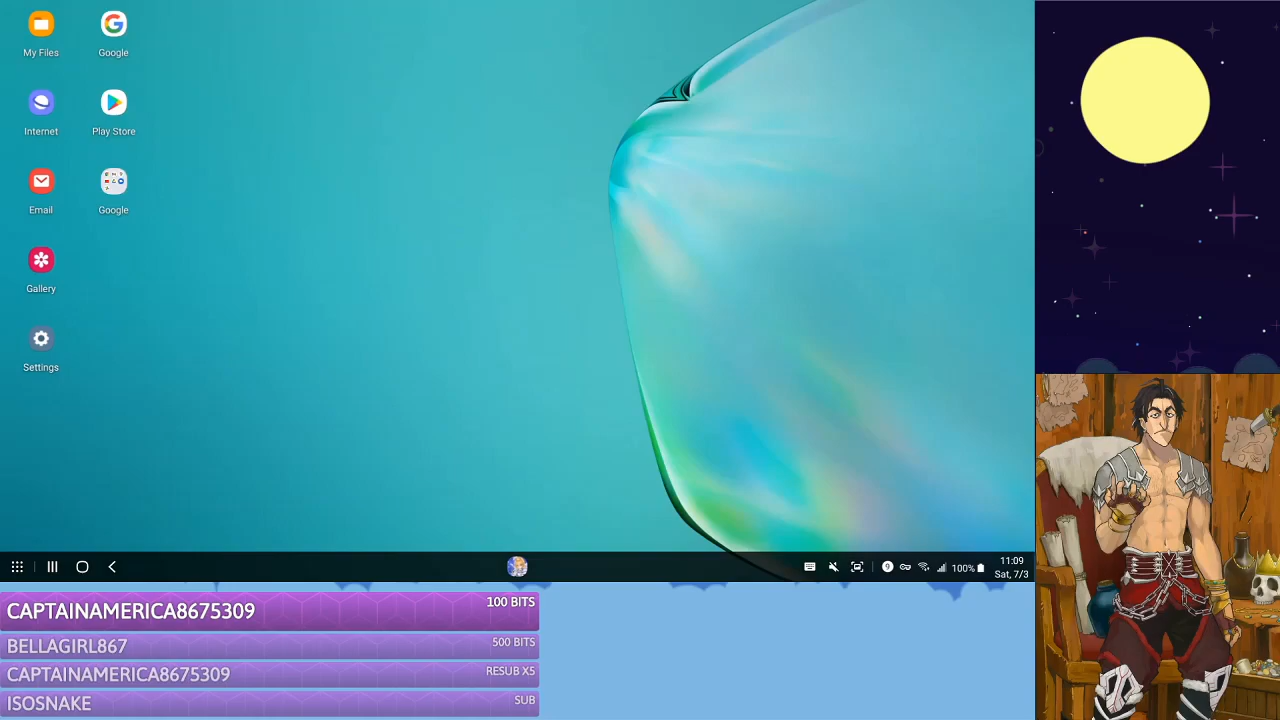 My Files
Google
Internet
Play Store
Email
Google
Gallery
Settings
9
100%
11:09
Sat, 7/3
CAPTAINAMERICA8675309
100 BITS
BELLAGIRL867
500 BITS
CAPTAINAMERICA8675309
RESUB X5
ISOSNAKE
SUB